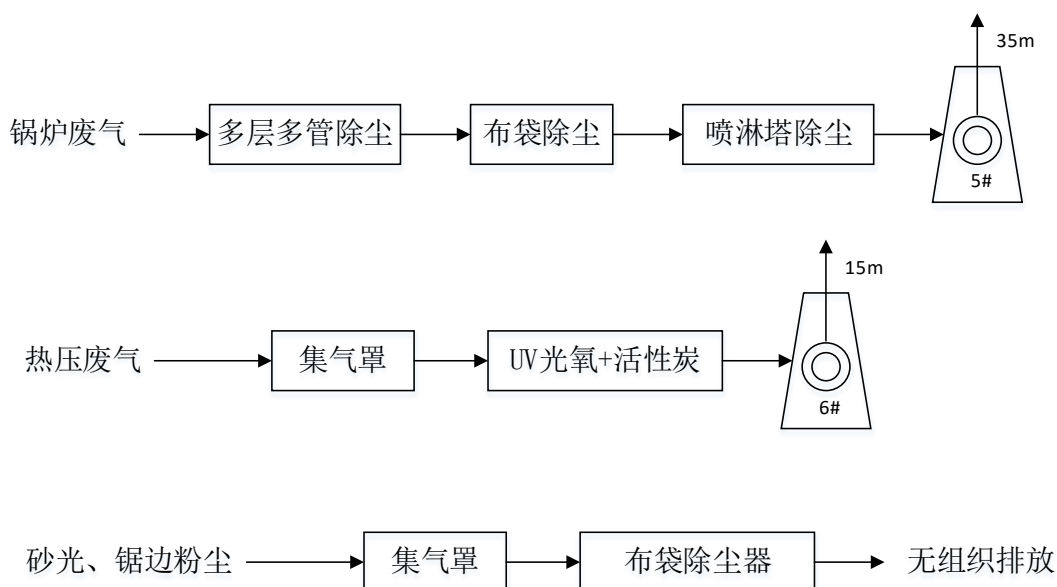 35m
锅炉废气
多层多管除尘
布袋除尘
喷淋塔除尘
5#
15m
热压废气
集气罩
UV光氧+活性炭
6#
砂光、锯边粉尘
集气罩
布袋除尘器
无组织排放